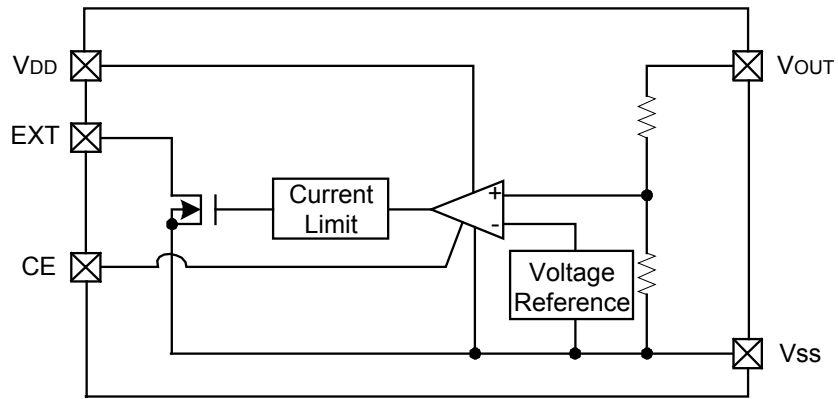 VDD
VOUT
EXT
Current
Limit
+
-
CE
Voltage
Reference
Vss